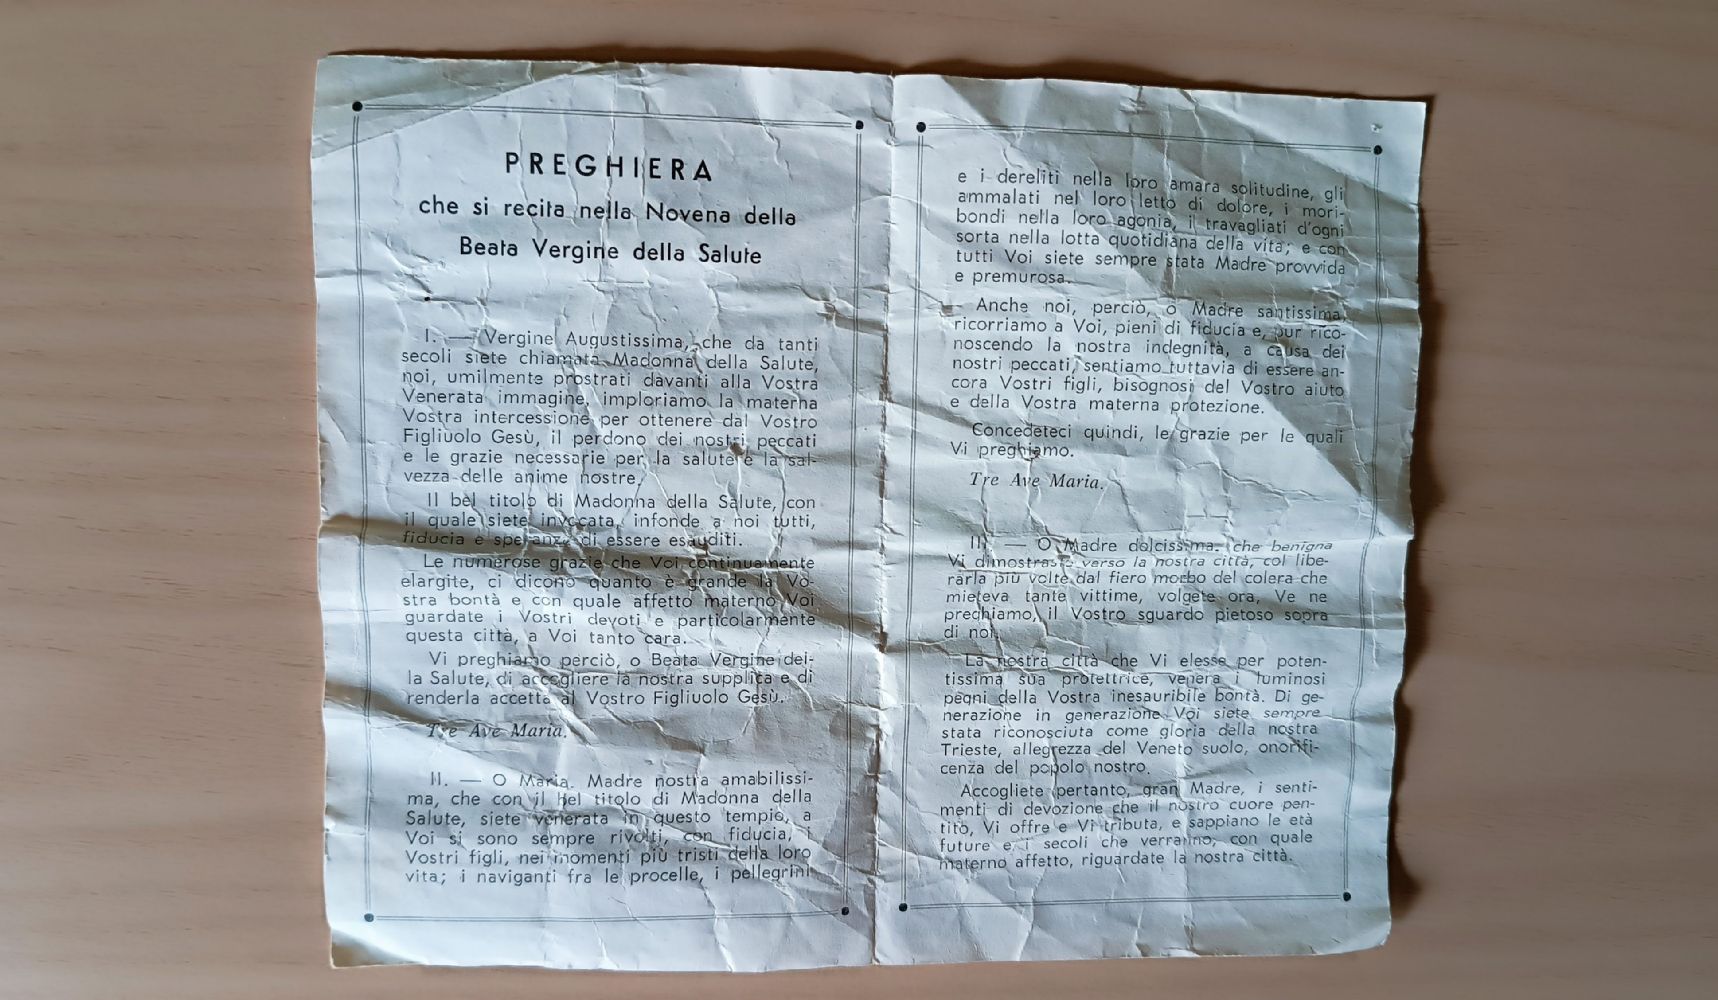 PREGHIERA
che si recita nella Novena della
Beata Vergine della Salute
I. — Vergine Augustissima, che da tanti
secoli siete chiamata Madonna della Salute,
noi, umilmente prostrati davanti alla Vostra
Venerata immagine, imploriamo la materna
Vostra intercessione per ottenere dal Vostro
Figliuolo Gesù, il perdono dei nostri peccati
e le grazie necessarie per la salute e la sal-
vezza delle anime nostre.
Il bel titolo di Madonna della Salute, con
il quale siete invocata, infonde a noi tutti,
fiducia e speranza di essere esauditi.
Le numerose grazie che Voi continuamente
elargite, ci dicono quanto è grande la Vo-
stra bontà e con quale affetto materno Voi
guardate i Vostri devoti e particolarmente
questa città, a Voi tanto cara.
Vi preghiamo perciò, o Beata Vergine del-
la Salute, di accogliere la nostra supplica e di
renderla accetta al Vostro Figliuolo Gesù.
Tre Ave Maria.
II. — O Maria, Madre nostra amabilissi-
ma, che con il bel titolo di Madonna della
Salute, siete venerata in questo tempio, a
Voi si sono sempre rivolti, con fiducia, i
Vostri figli, nei momenti più tristi della loro
vita; i naviganti fra le procelle, i pellegrini
e i dereliti nella loro amara solitudine, gli
ammalati nel loro letto di dolore, i mori-
bondi nella loro agonia, i travagliati d'ogni
sorta nella lotta quotidiana della vita; e con
tutti Voi siete sempre stata Madre provvida
e premurosa.
Anche noi, perciò, o Madre santissima,
ricorriamo a Voi, pieni di fiducia e, pur rico-
noscendo la nostra indegnità, a causa dei
nostri peccati, sentiamo tuttavia di essere an-
cora Vostri figli, bisognosi del Vostro aiuto
e della Vostra materna protezione.
Concedeteci quindi, le grazie per le quali
Vi preghiamo.
Tre Ave Maria.
III. — O Madre dolcissima, che benigna
Vi dimostraste verso la nostra città, col libe-
rarla più volte dal fiero morbo del colera che
mieteva tante vittime, volgete ora, Ve ne
preghiamo, il Vostro sguardo pietoso sopra
di noi.
La nostra città che Vi elesse per poten-
tissima sua protettrice, venera i luminosi
pegni della Vostra inesauribile bontà. Di ge-
nerazione in generazione Voi siete sempre
stata riconosciuta come gloria della nostra
Trieste, allegrezza del Veneto suolo, onorifi-
cenza del popolo nostro.
Accogliete pertanto, gran Madre, i senti-
menti di devozione che il nostro cuore pen-
tito, Vi offre e Vi tributa, e sappiano le età
future e i secoli che verranno, con quale
materno affetto, riguardate la nostra città.